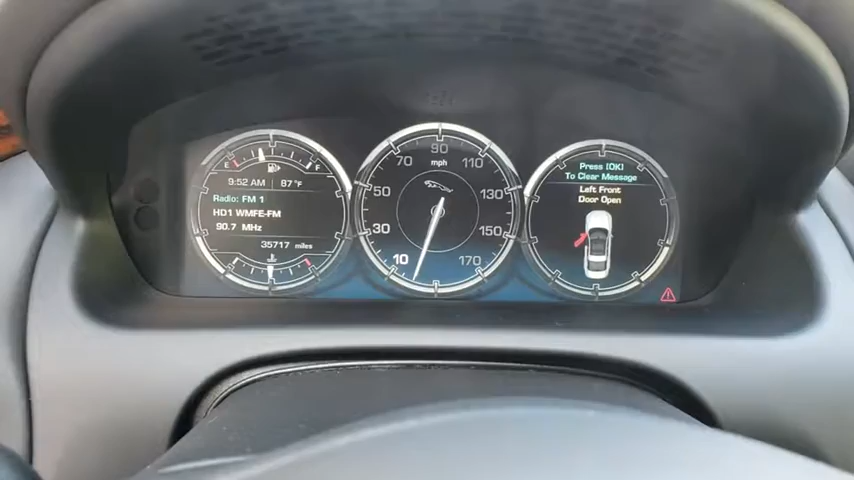 E F
9:52 AM 87°F
Radio: FM 1
HD1 WMFE-FM
90.7 MHz
35717 miles
10 30 50 70 90 110 130 150 170
mph
Press [OK]
To Clear Message
Left Front
Door Open